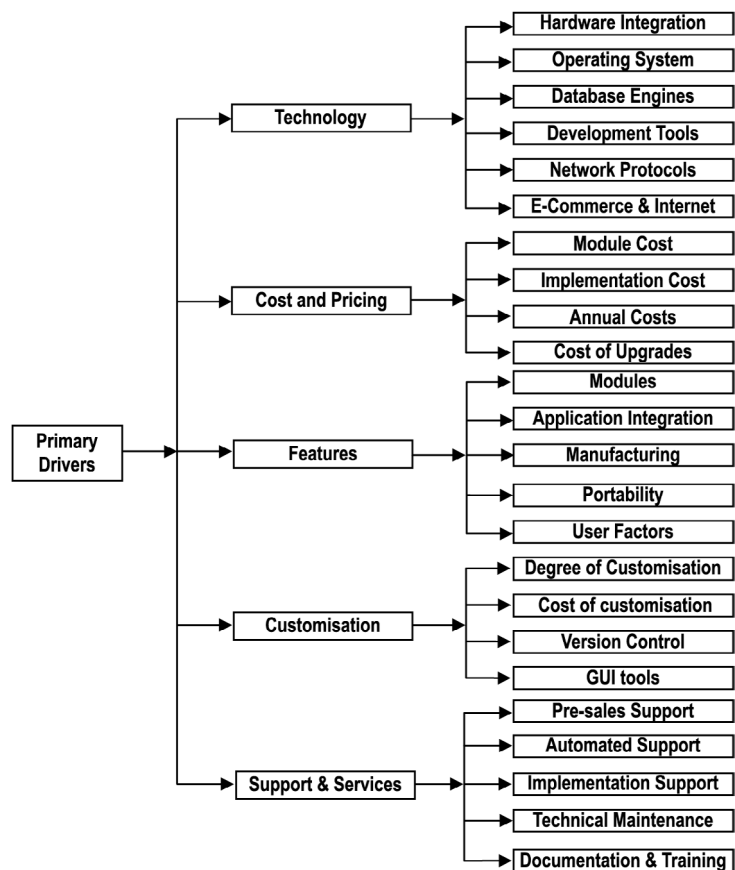 Primary
Drivers
Technology
Hardware Integration
Operating System
Database Engines
Development Tools
Network Protocols
E-Commerce & Internet
Cost and Pricing
Module Cost
Implementation Cost
Annual Costs
Cost of Upgrades
Features
Modules
Application Integration
Manufacturing
Portability
User Factors
Customisation
Degree of Customisation
Cost of customisation
Version Control
GUI tools
Support & Services
Pre-sales Support
Automated Support
Implementation Support
Technical Maintenance
Documentation & Training